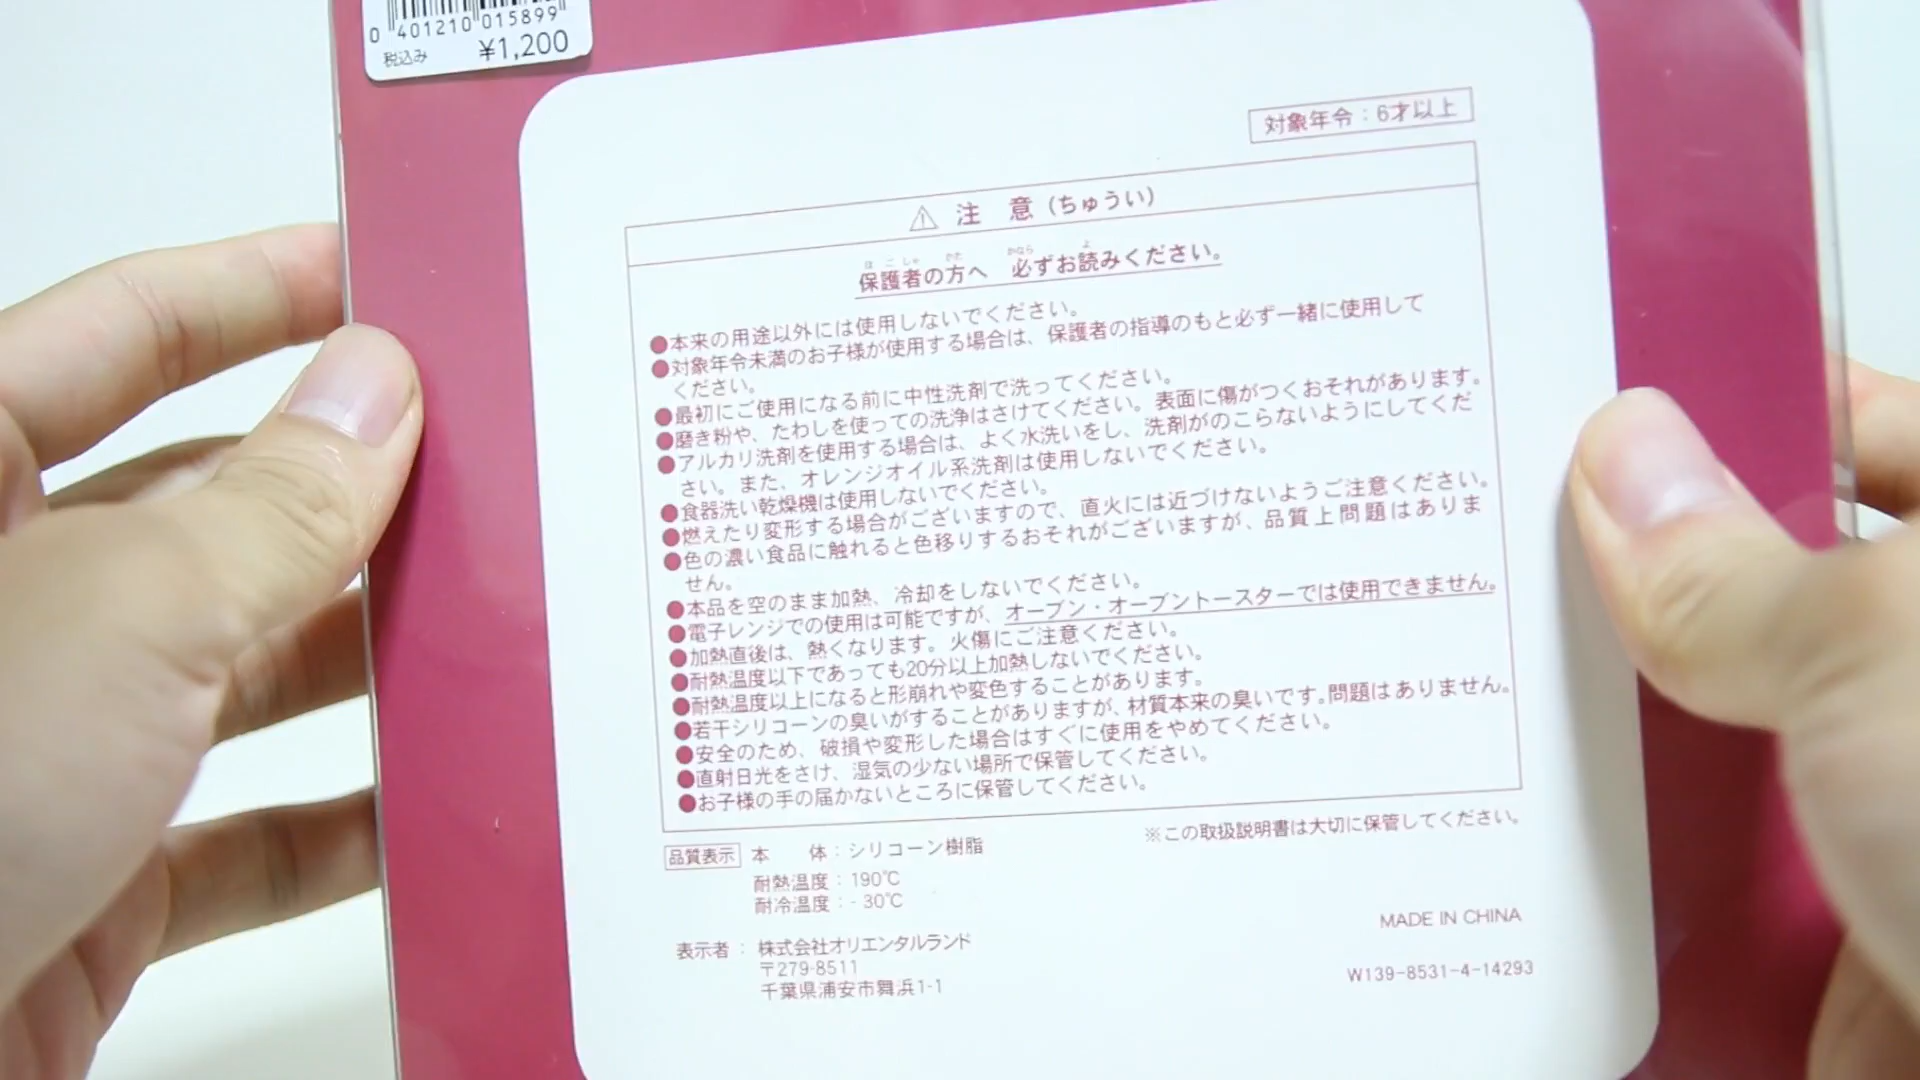 0 401210 015899
税込み ¥1,200
対象年令：6才以上
注 意（ちゅうい）
保護者の方へ 必ずお読みください。
●本来の用途以外には使用しないでください。
●対象年令未満のお子様が使用する場合は、保護者の指導のもと必ず一緒に使用して
ください。
●最初にご使用になる前に中性洗剤で洗ってください。
●磨き粉や、たわしを使っての洗浄はさけてください。表面に傷がつくおそれがあります。
●アルカリ洗剤を使用する場合は、よく水洗いをし、洗剤がのこらないようにしてくだ
さい。また、オレンジオイル系洗剤は使用しないでください。
●食器洗い乾燥機は使用しないでください。
●燃えたり変形する場合がございますので、直火には近づけないようご注意ください。
●色の濃い食品に触れると色移りするおそれがございますが、品質上問題はありま
せん。
●本品を空のまま加熱、冷却をしないでください。
●電子レンジでの使用は可能ですが、オーブン・オーブントースターでは使用できません。
●加熱直後は、熱くなります。火傷にご注意ください。
●耐熱温度以下であっても20分以上加熱しないでください。
●耐熱温度以上になると形崩れや変色することがあります。
●若干シリコーンの臭いがすることがありますが、材質本来の臭いです。問題はありません。
●安全のため、破損や変形した場合はすぐに使用をやめてください。
●直射日光をさけ、湿気の少ない場所で保管してください。
●お子様の手の届かないところに保管してください。
※この取扱説明書は大切に保管してください。
品質表示 本 体：シリコーン樹脂
耐熱温度：190℃
耐冷温度：-30℃
MADE IN CHINA
表示者：株式会社オリエンタルランド
〒279-8511
千葉県浦安市舞浜1-1
W139-8531-4-14293